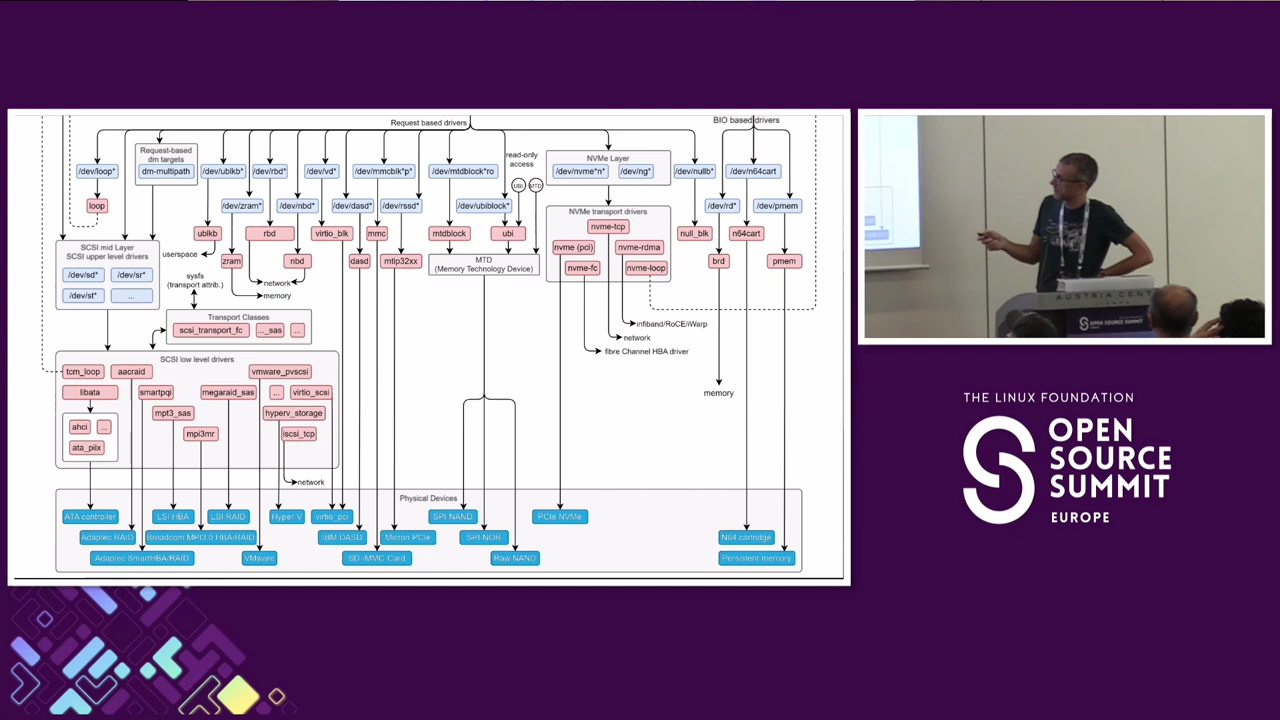 Request based drivers
BIO based drivers
/dev/loop*
Request-based
dm targets
dm-multipath
/dev/ublkb*
/dev/rbd*
/dev/vd*
/dev/mmcblk*p*
/dev/mtdblock*ro
read-only
access
UBI
MTD
NVMe Layer
/dev/nvme*n*
/dev/ng*
/dev/nullb*
/dev/n64cart
loop
/dev/zram*
/dev/nbd*
/dev/dasd*
/dev/rssd*
/dev/ubiblock*
/dev/rd*
/dev/pmem
NVMe transport drivers
nvme-tcp
nvme (pci)
nvme-rdma
nvme-fc
nvme-loop
ublkb
rbd
virtio_blk
mmc
mtdblock
ubi
null_blk
n64cart
userspace
zram
nbd
dasd
mtip32xx
MTD
(Memory Technology Device)
brd
pmem
SCSI mid Layer
SCSI upper level drivers
/dev/sd*
/dev/sr*
/dev/st*
...
sysfs
(transport attrib.)
network
memory
Transport Classes
scsi_transport_fc
..._sas
...
infiband/RoCE/iWarp
network
fibre Channel HBA driver
memory
SCSI low level drivers
tcm_loop
aacraid
vmware_pvscsi
libata
smartpqi
megaraid_sas
...
virtio_scsi
mpt3_sas
hyperv_storage
ahci
...
mpi3mr
iscsi_tcp
ata_piix
network
Physical Devices
ATA controller
LSI HBA
LSI RAID
Hyper-V
virtio_pci
SPI NAND
PCIe NVMe
Adaptec RAID
Broadcom MPI3.0 HBA/RAID
IBM DASD
Micron PCIe
SPI-NOR
N64 cartridge
Adaptec SmartHBA/RAID
VMware
SD-/MMC-Card
Raw NAND
Persistent memory
AUSTRIA CENT
OPEN SOURCE
SUMMIT
THE LINUX FOUNDATION
OPEN
SOURCE
SUMMIT
EUROPE